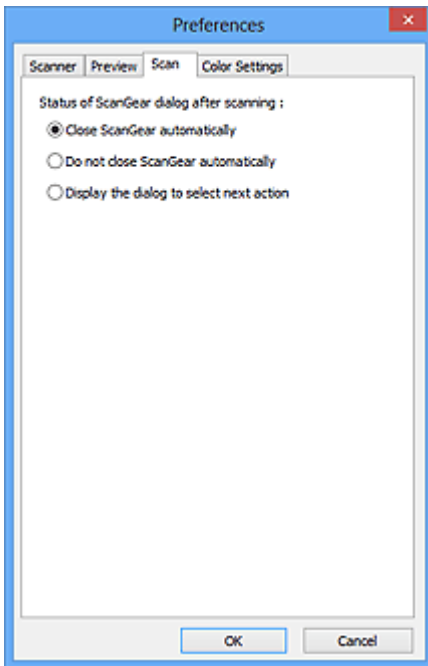 Preferences
Scanner Preview Scan Color Settings
Status of ScanGear dialog after scanning :
Close ScanGear automatically
Do not close ScanGear automatically
Display the dialog to select next action
OK Cancel